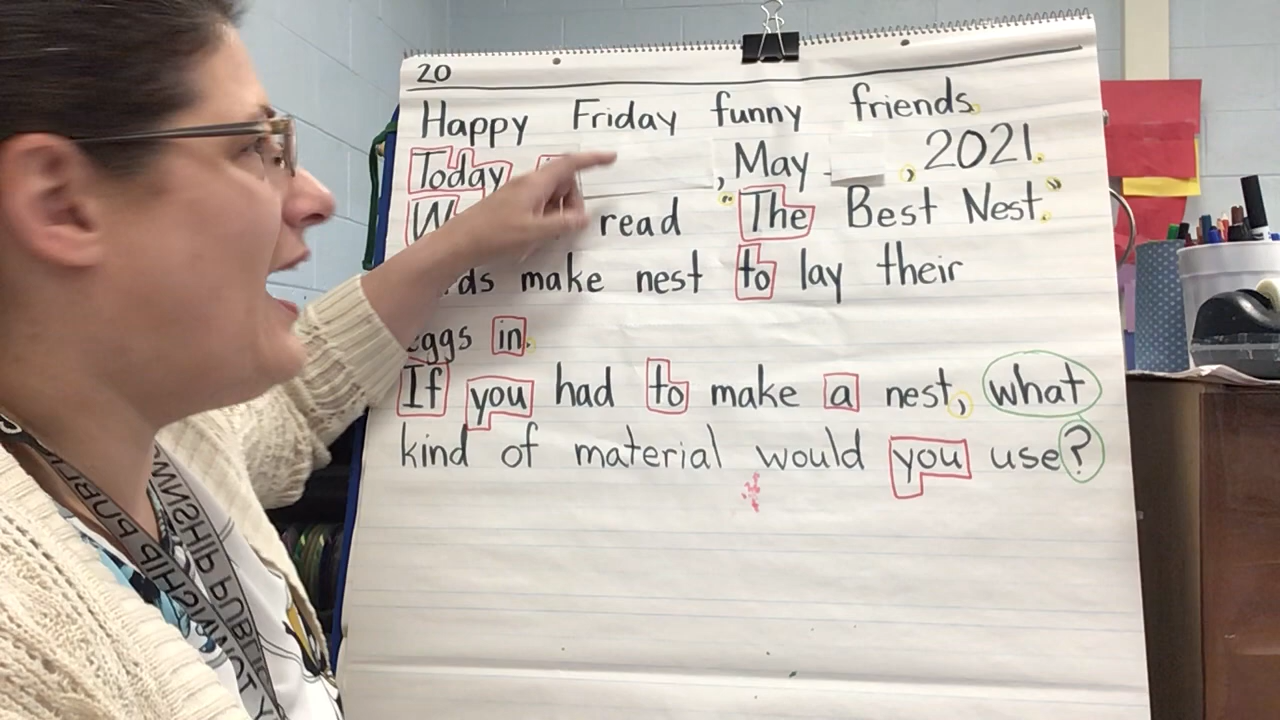 20
Happy Friday funny friends.
Today , May , 2021.
read "The Best Nest."
make nest to lay their
eggs in.
If you had to make a nest, what
kind of material would you use?